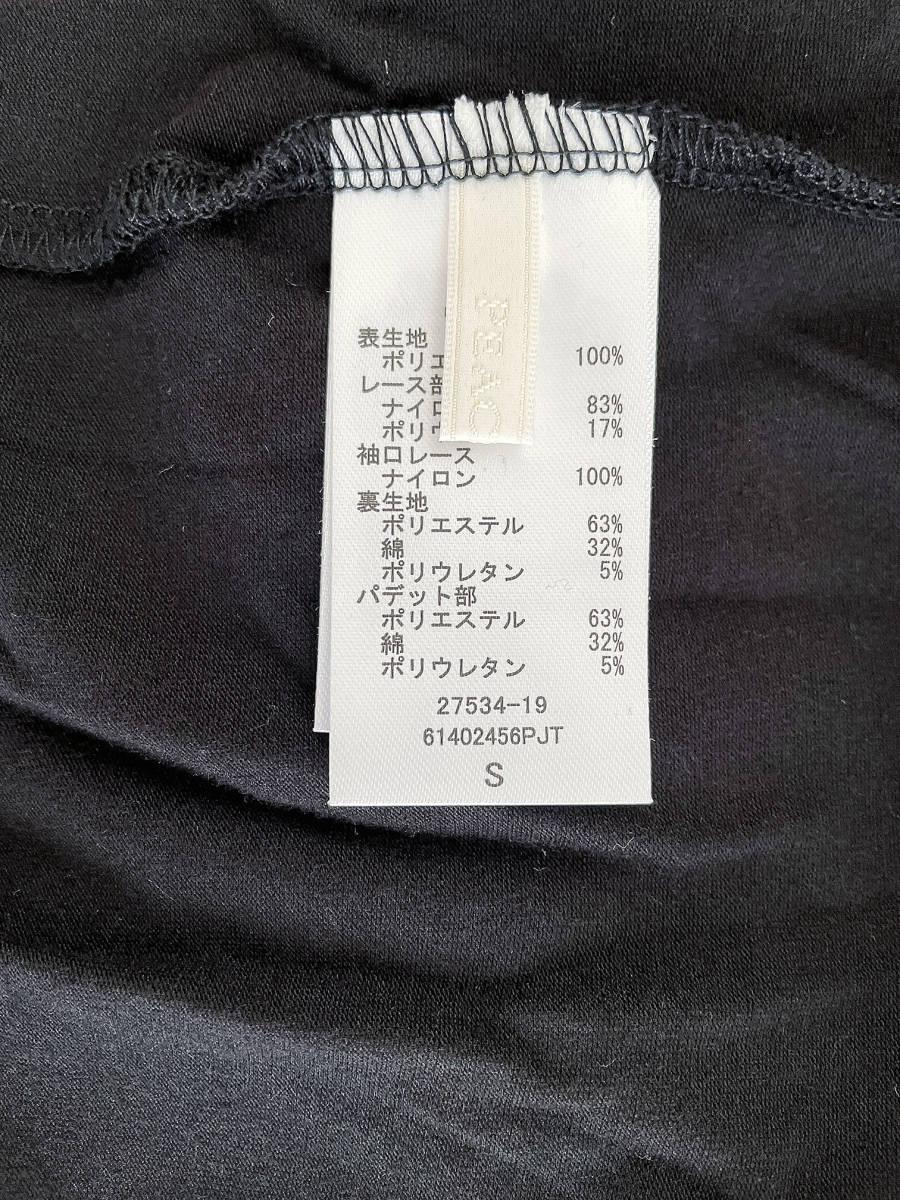 PEAC
表生地
ポリエ 100%
レース部
ナイロ 83%
ポリウ 17%
袖口レース
ナイロン 100%
裏生地
ポリエステル 63%
綿 32%
ポリウレタン 5%
パデット部
ポリエステル 63%
綿 32%
ポリウレタン 5%
27534-19
61402456PJT
S